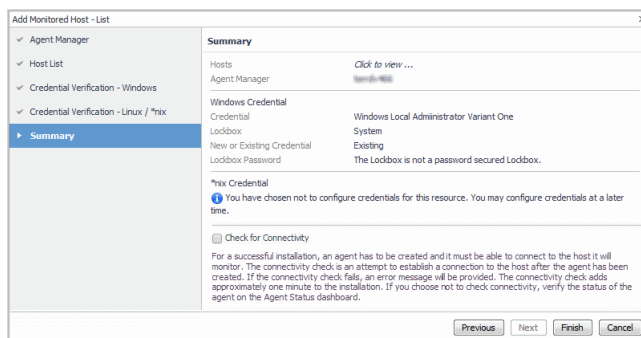 Add Monitored Host - List
Agent Manager
Host List
Credential Verification - Windows
Credential Verification - Linux / *nix
Summary
Summary
Hosts Click to view ...
Agent Manager
Windows Credential
Credential Windows Local Admiinistrator Variant One
Lockbox System
New or Existing Credential Existing
Lockbox Password The Lockbox is not a password secured Lockbox.
*nix Credential
You have chosen not to configure credentials for this resource. You may configure credentials at a later
time.
Check for Connectivity
For a successful installation, an agent has to be created and it must be able to connect to the host it will
monitor. The connectivity check is an attempt to establish a connection to the host after the agent has been
created. If the connectivity check fails, an error message will be provided. The connectivity check adds
approximately one minute to the installation. If you choose not to check connectivity, verify the status of the
agent on the Agent Status dashboard.
Previous Next Finish Cancel